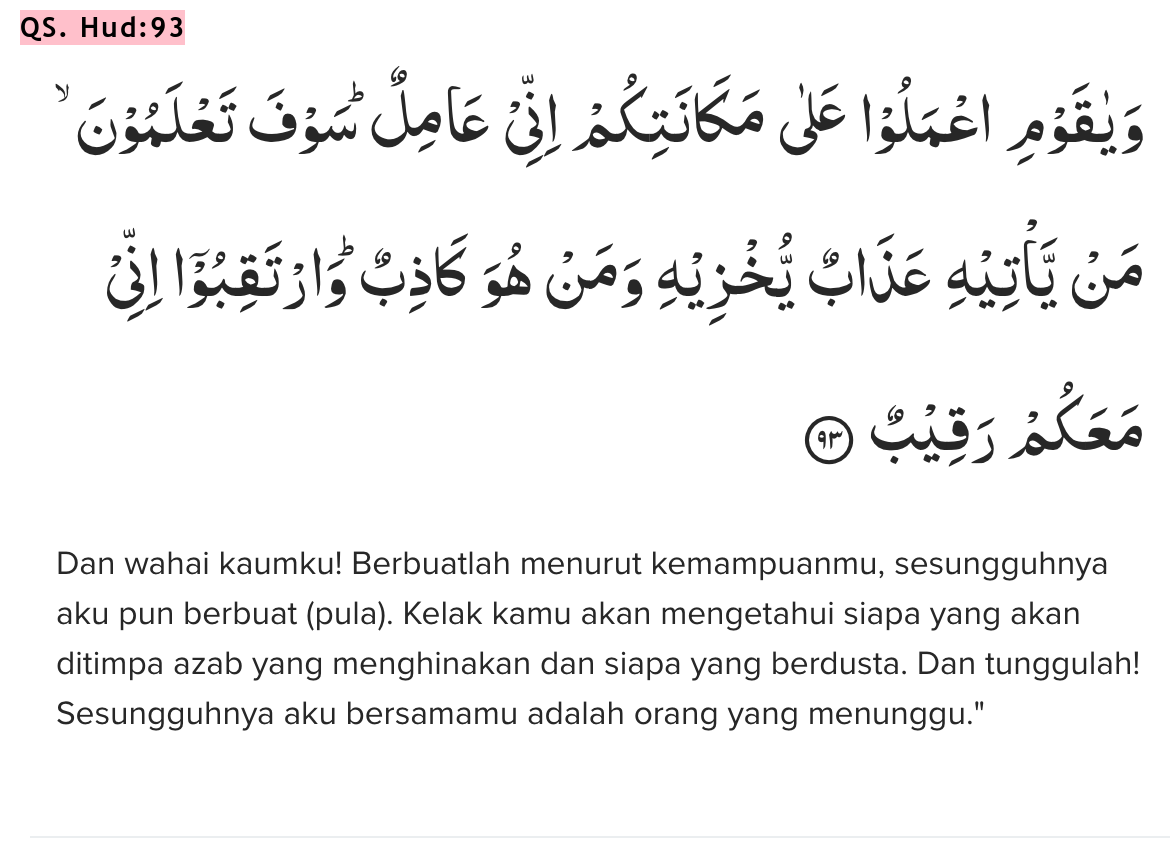 QS. Hud:93
وَيٰقَوْمِ اعْمَلُوْا عَلٰى مَكَانَتِكُمْ اِنِّيْ عَامِلٌ ۗسَوْفَ تَعْلَمُوْنَ ۙ
مَنْ يَّأْتِيْهِ عَذَابٌ يُّخْزِيْهِ وَمَنْ هُوَ كَاذِبٌ ۗوَارْتَقِبُوْٓا اِنِّيْ
مَعَكُمْ رَقِيْبٌ ٩٣
Dan wahai kaumku! Berbuatlah menurut kemampuanmu, sesungguhnya
aku pun berbuat (pula). Kelak kamu akan mengetahui siapa yang akan
ditimpa azab yang menghinakan dan siapa yang berdusta. Dan tunggulah!
Sesungguhnya aku bersamamu adalah orang yang menunggu."